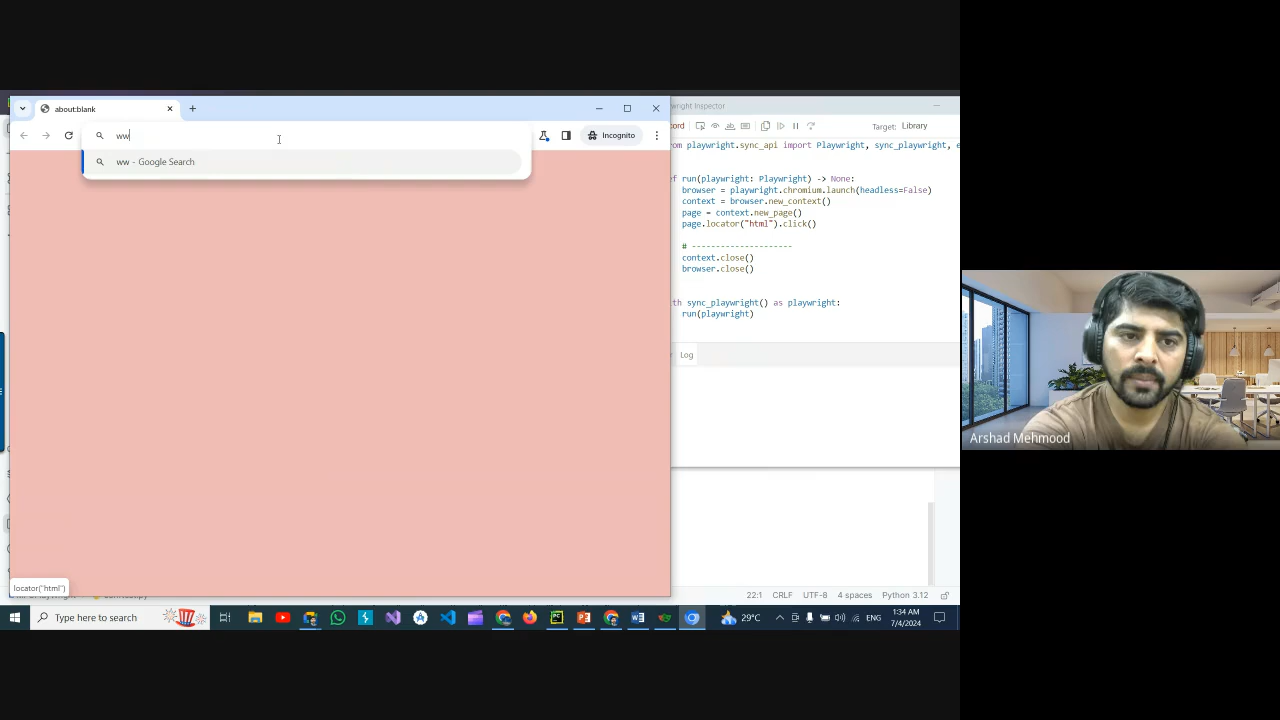 about:blank
ww
Incognito
ww - Google Search
locator("html")
Playwright Inspector
Target: Library
from playwright.sync_api import Playwright, sync_playwright,
run(playwright: Playwright) -> None:
browser = playwright.chromium.launch(headless=False)
context = browser.new_context()
page = context.new_page()
page.locator("html").click()
# ---------------------
context.close()
browser.close()
sync_playwright() as playwright:
run(playwright)
Log
22:1 CRLF UTF-8 4 spaces Python 3.12
Type here to search
29°C
ENG
1:34 AM
7/4/2024
Arshad Mehmood